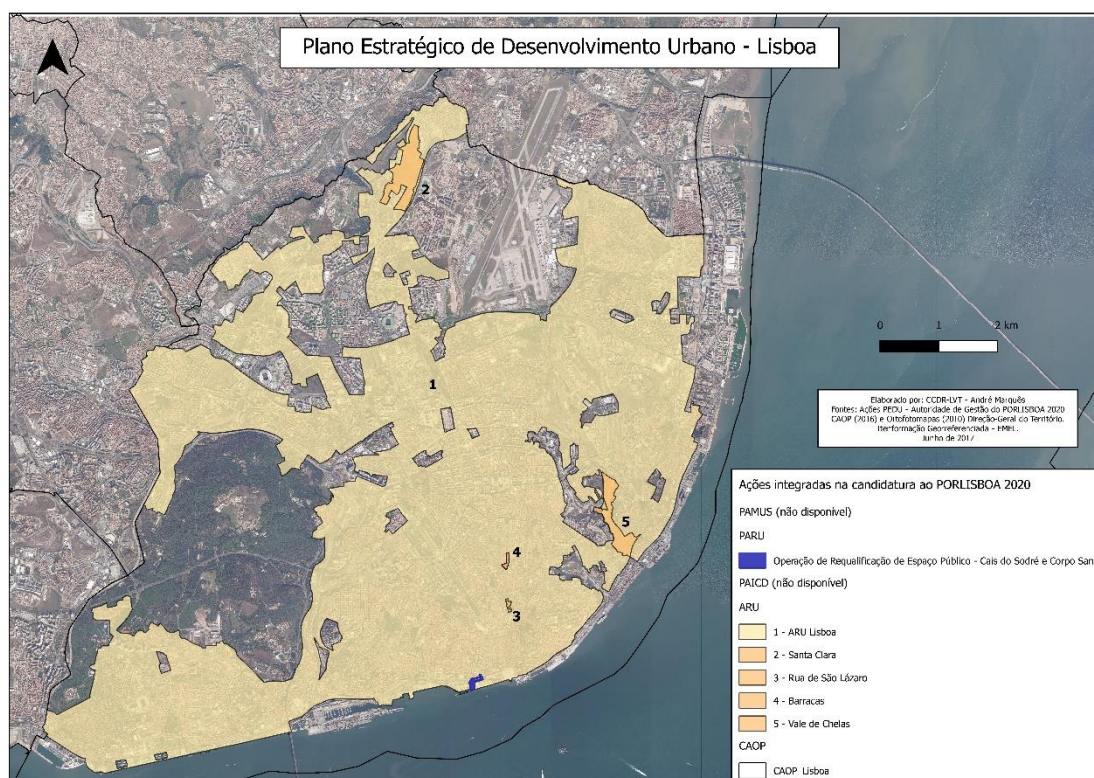 Plano Estratégico de Desenvolvimento Urbano - Lisboa
2
1
0 1 2 km
Elaborado por: CCDR-LVT - André Marquês
Fontes: Ações PEDU - Autoridade de Gestão do PORLISBOA 2020
CAOP (2016) e Ortofotomapas (2010) Direção-Geral do Território.
Iterformação Georreferenciada - EMEL.
Junho de 2017
5
4
3
Ações integradas na candidatura ao PORLISBOA 2020
PAMUS (não disponível)
PARU
Operação de Requalificação de Espaço Público - Cais do Sodré e Corpo San
PAICD (não disponível)
ARU
1 - ARU Lisboa
2 - Santa Clara
3 - Rua de São Lázaro
4 - Barracas
5 - Vale de Chelas
CAOP
CAOP_Lisboa